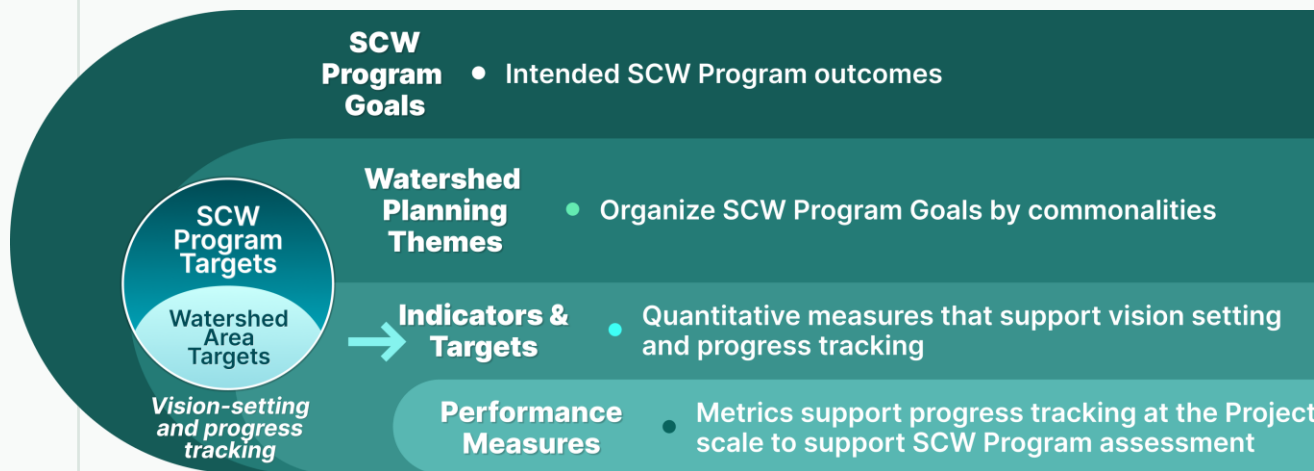 SCW
Program
Goals
Intended SCW Program outcomes
Watershed
Planning
Themes
Organize SCW Program Goals by commonalities
SCW
Program
Targets
Watershed
Area
Targets
Vision-setting
and progress
tracking
Indicators &
Targets
Quantitative measures that support vision setting
and progress tracking
Performance
Measures
Metrics support progress tracking at the Project
scale to support SCW Program assessment